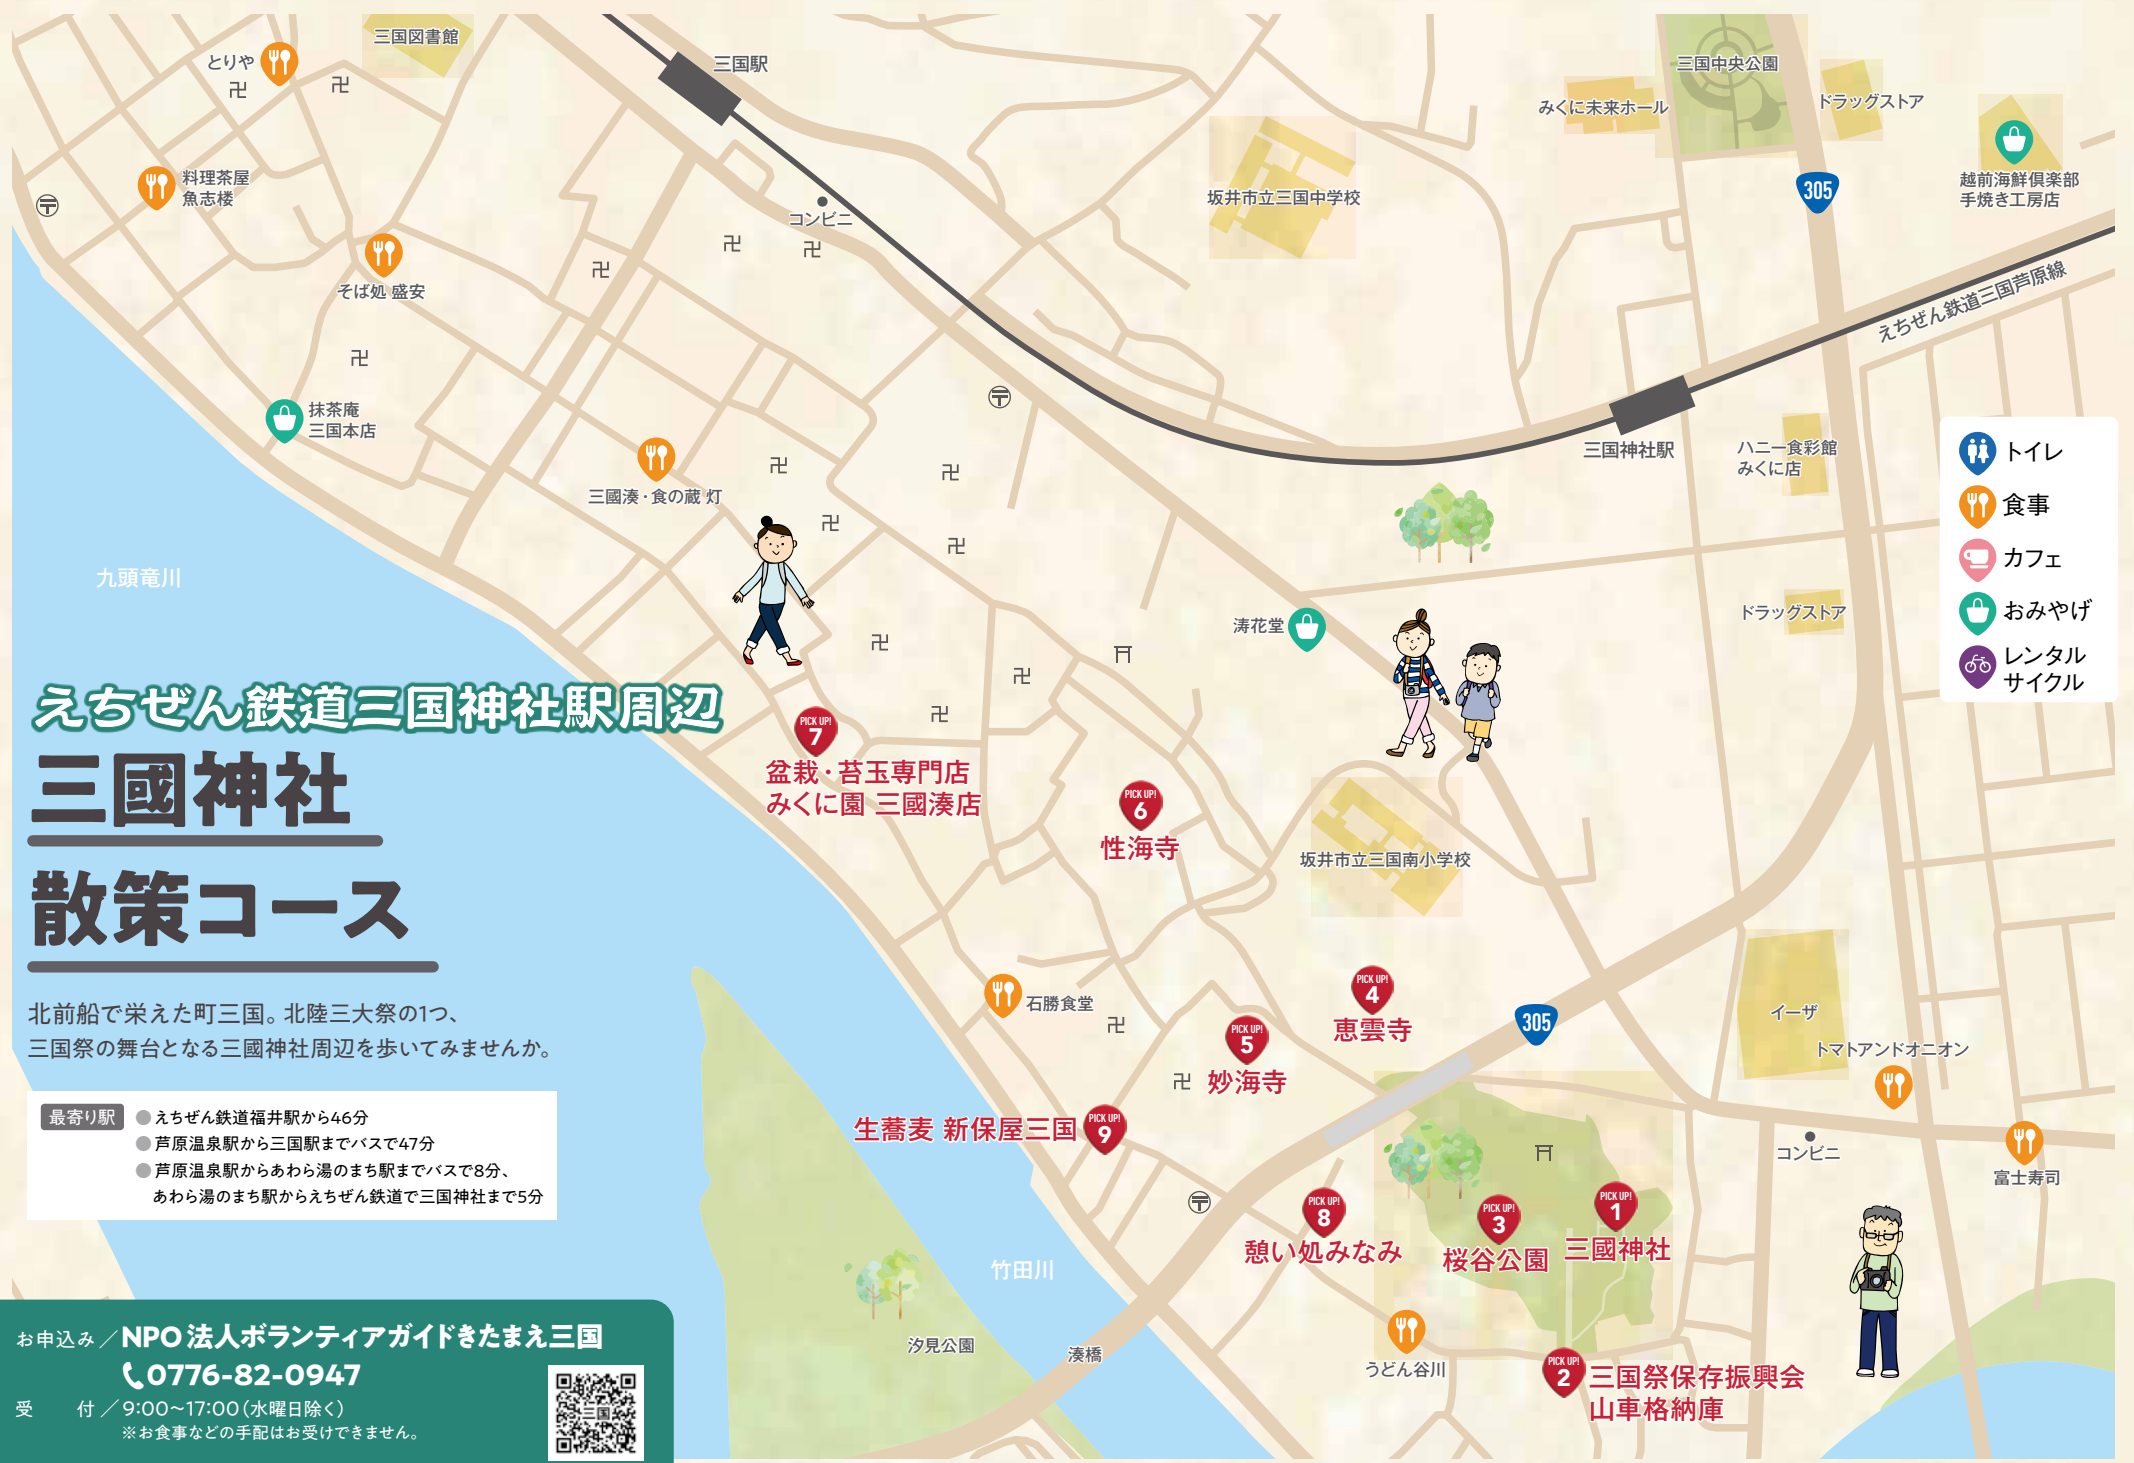 三国図書館
とりや
三国駅
三国中央公園
みくに未来ホール
ドラッグストア
越前海鮮倶楽部
手焼き工房店
305
料理茶屋
魚志楼
コンビニ
坂井市立三国中学校
そば処 盛安
えちぜん鉄道三国芦原線
抹茶庵
三国本店
三國湊・食の蔵 灯
三国神社駅
ハニー食彩館
みくに店
トイレ
食事
カフェ
おみやげ
レンタル
サイクル
九頭竜川
涛花堂
ドラッグストア
えちぜん鉄道三国神社駅周辺
三國神社
散策コース
北前船で栄えた町三国。北陸三大祭の1つ、
三国祭の舞台となる三國神社周辺を歩いてみませんか。
最寄り駅
えちぜん鉄道福井駅から46分
芦原温泉駅から三国駅までバスで47分
芦原温泉駅からあわら湯のまち駅までバスで8分、
あわら湯のまち駅からえちぜん鉄道で三国神社まで5分
PICK UP!
7
盆栽・苔玉専門店
みくに園 三國湊店
PICK UP!
6
性海寺
坂井市立三国南小学校
石勝食堂
PICK UP!
4
恵雲寺
PICK UP!
5
妙海寺
305
イーザ
トマトアンドオニオン
生蕎麦 新保屋三国
PICK UP!
9
コンビニ
富士寿司
PICK UP!
8
憩い処みなみ
PICK UP!
3
桜谷公園
PICK UP!
1
三國神社
竹田川
汐見公園
湊橋
うどん谷川
PICK UP!
2
三国祭保存振興会
山車格納庫
お申込み／NPO法人ボランティアガイドきたまえ三国
0776-82-0947
受　付／9:00～17:00（水曜日除く）
※お食事などの手配はお受けできません。
三国